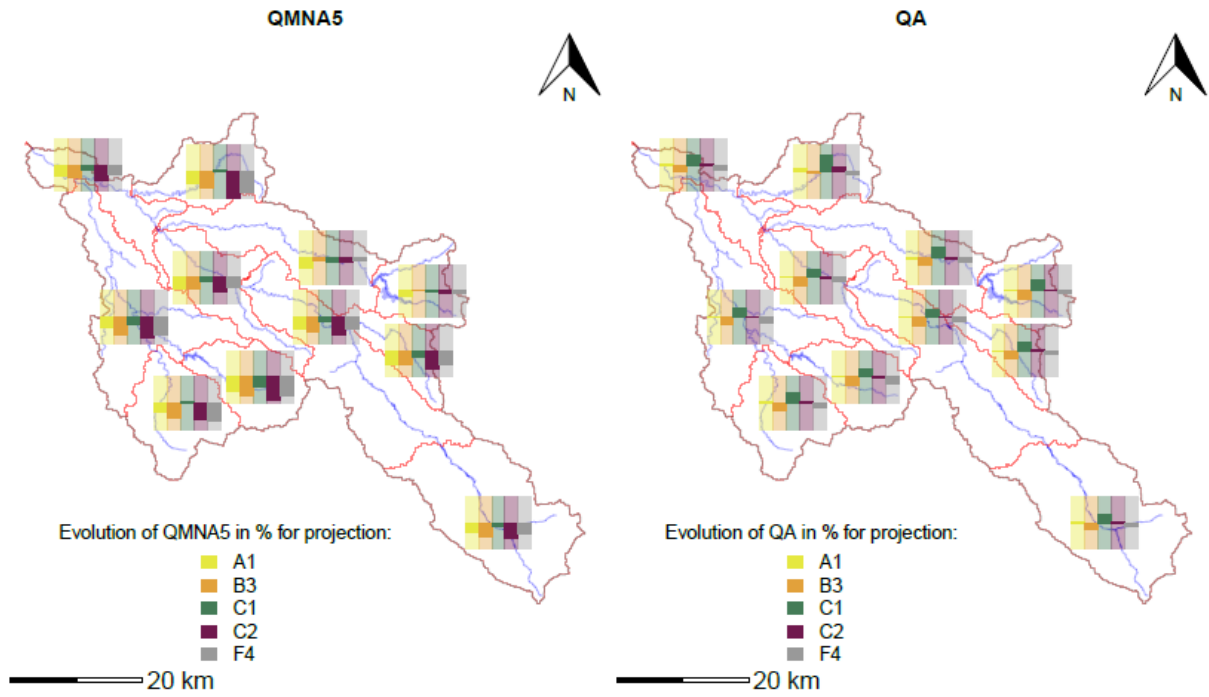 QMNA5
N
Evolution of QMNA5 in % for projection:
A1
B3
C1
C2
F4
20 km
QA
N
Evolution of QA in % for projection:
A1
B3
C1
C2
F4
20 km